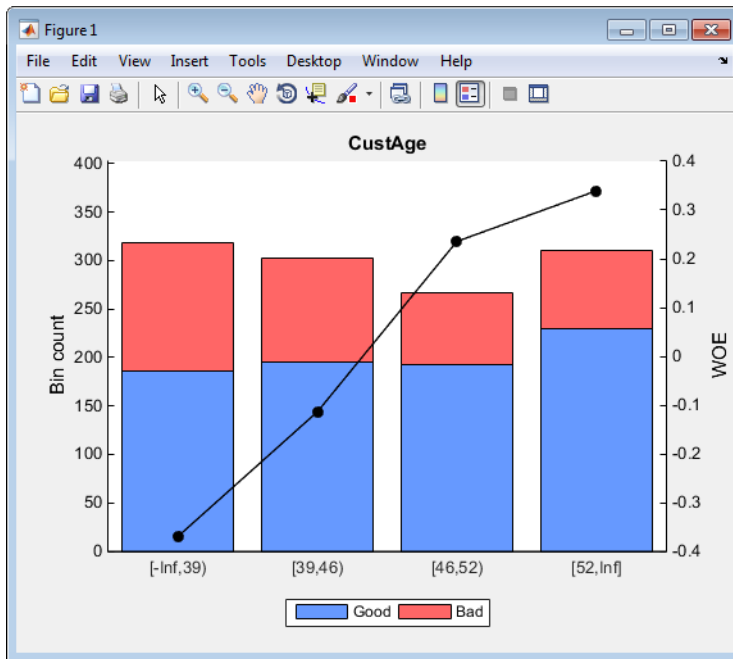 Figure 1
File Edit View Insert Tools Desktop Window Help
CustAge
400
350
300
250
200
150
100
50
0
Bin count
0.4
0.3
0.2
0.1
0
-0.1
-0.2
-0.3
-0.4
WOE
[-Inf,39) [39,46) [46,52) [52,Inf]
Good Bad